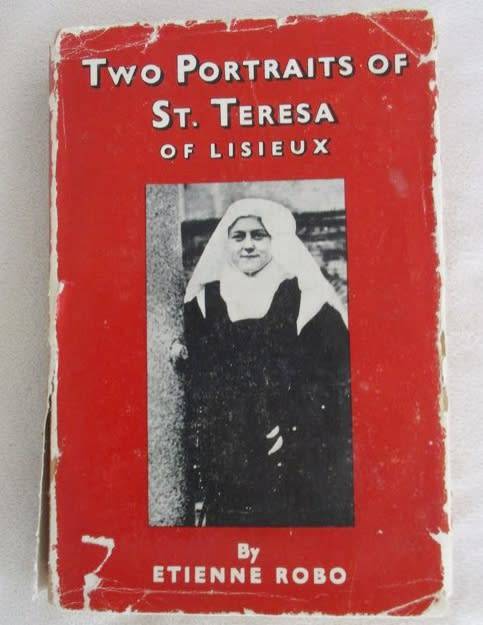 TWO PORTRAITS OF
ST. TERESA
OF LISIEUX
By
ETIENNE ROBO